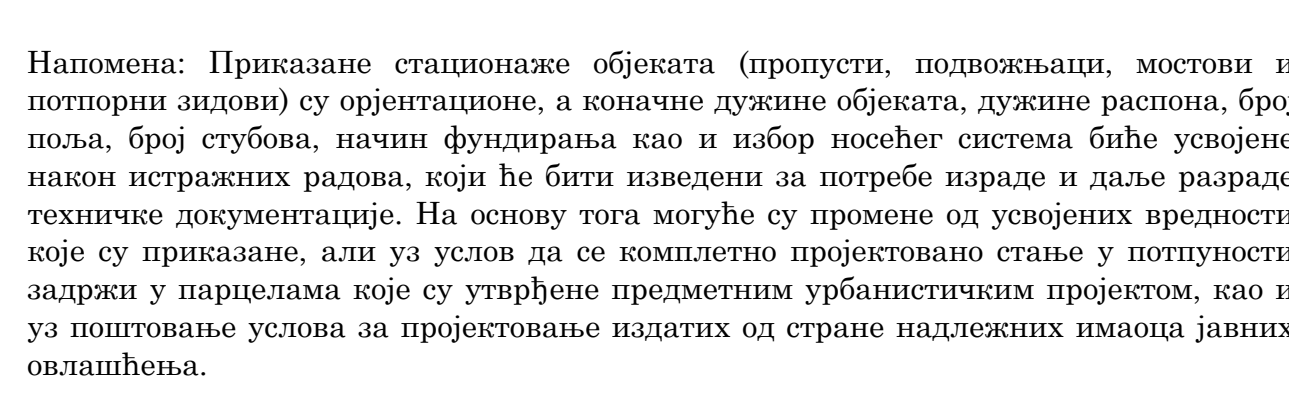 Напомена: Приказане стационаже објеката (пропусти, подвожњаци, мостови и
потпорни зидови) су орјентационе, а коначне дужине објеката, дужине распона, број
поља, број стубова, начин фундирања као и избор носећег система биће усвојене
након истражних радова, који ће бити изведени за потребе израде и даље разраде
техничке документације. На основу тога могуће су промене од усвојених вредности
које су приказане, али уз услов да се комплетно пројектовано стање у потпуности
задржи у парцелама које су утврђене предметним урбанистичким пројектом, као и
уз поштовање услова за пројектовање издатих од стране надлежних имаоца јавних
овлашћења.